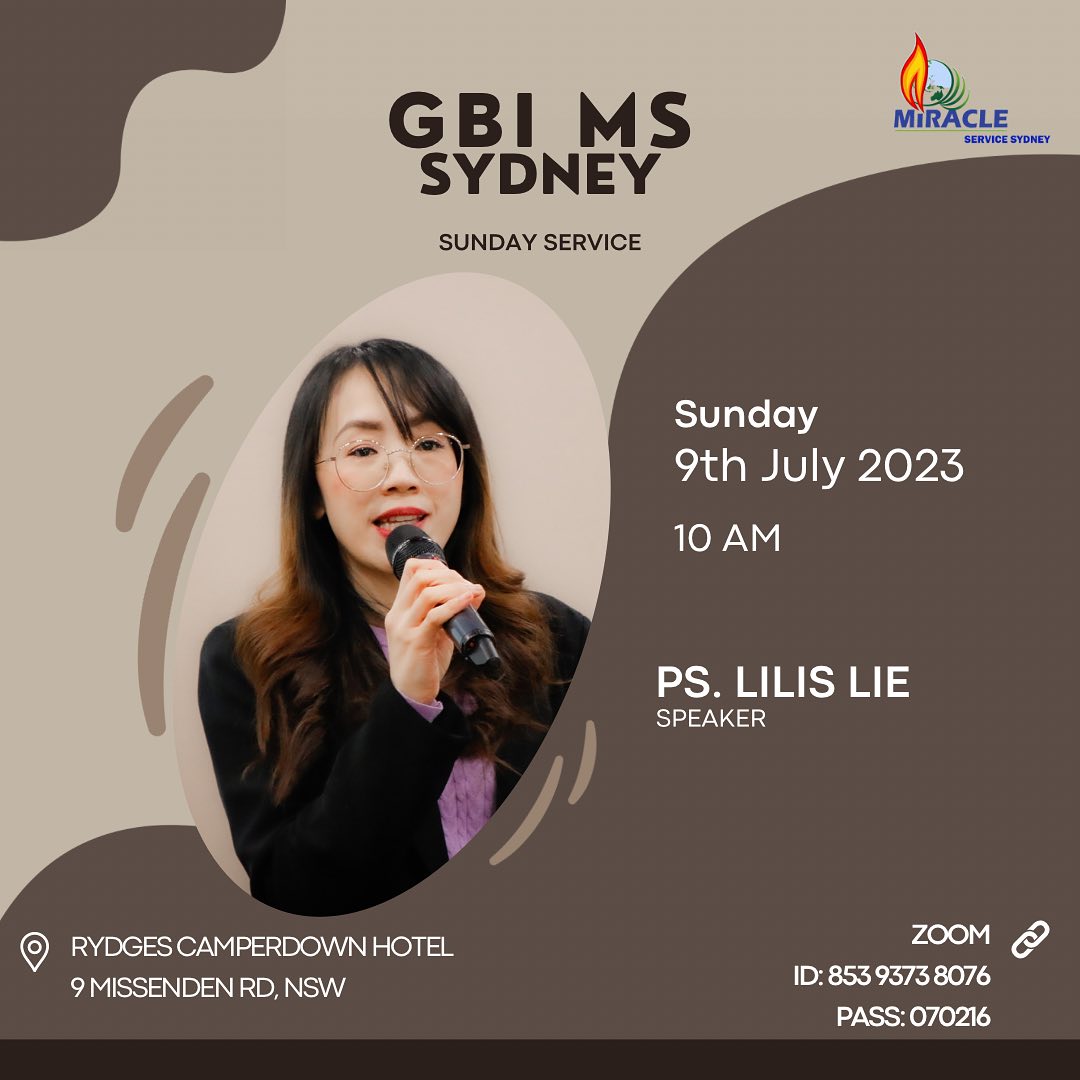 GBI MS
SYDNEY
SUNDAY SERVICE
MiRACLE
SERVICE SYDNEY
Sunday
9th July 2023
10 AM
PS. LILIS LIE
SPEAKER
RYDGES CAMPERDOWN HOTEL
9 MISSENDEN RD, NSW
ZOOM
ID: 853 9373 8076
PASS: 070216